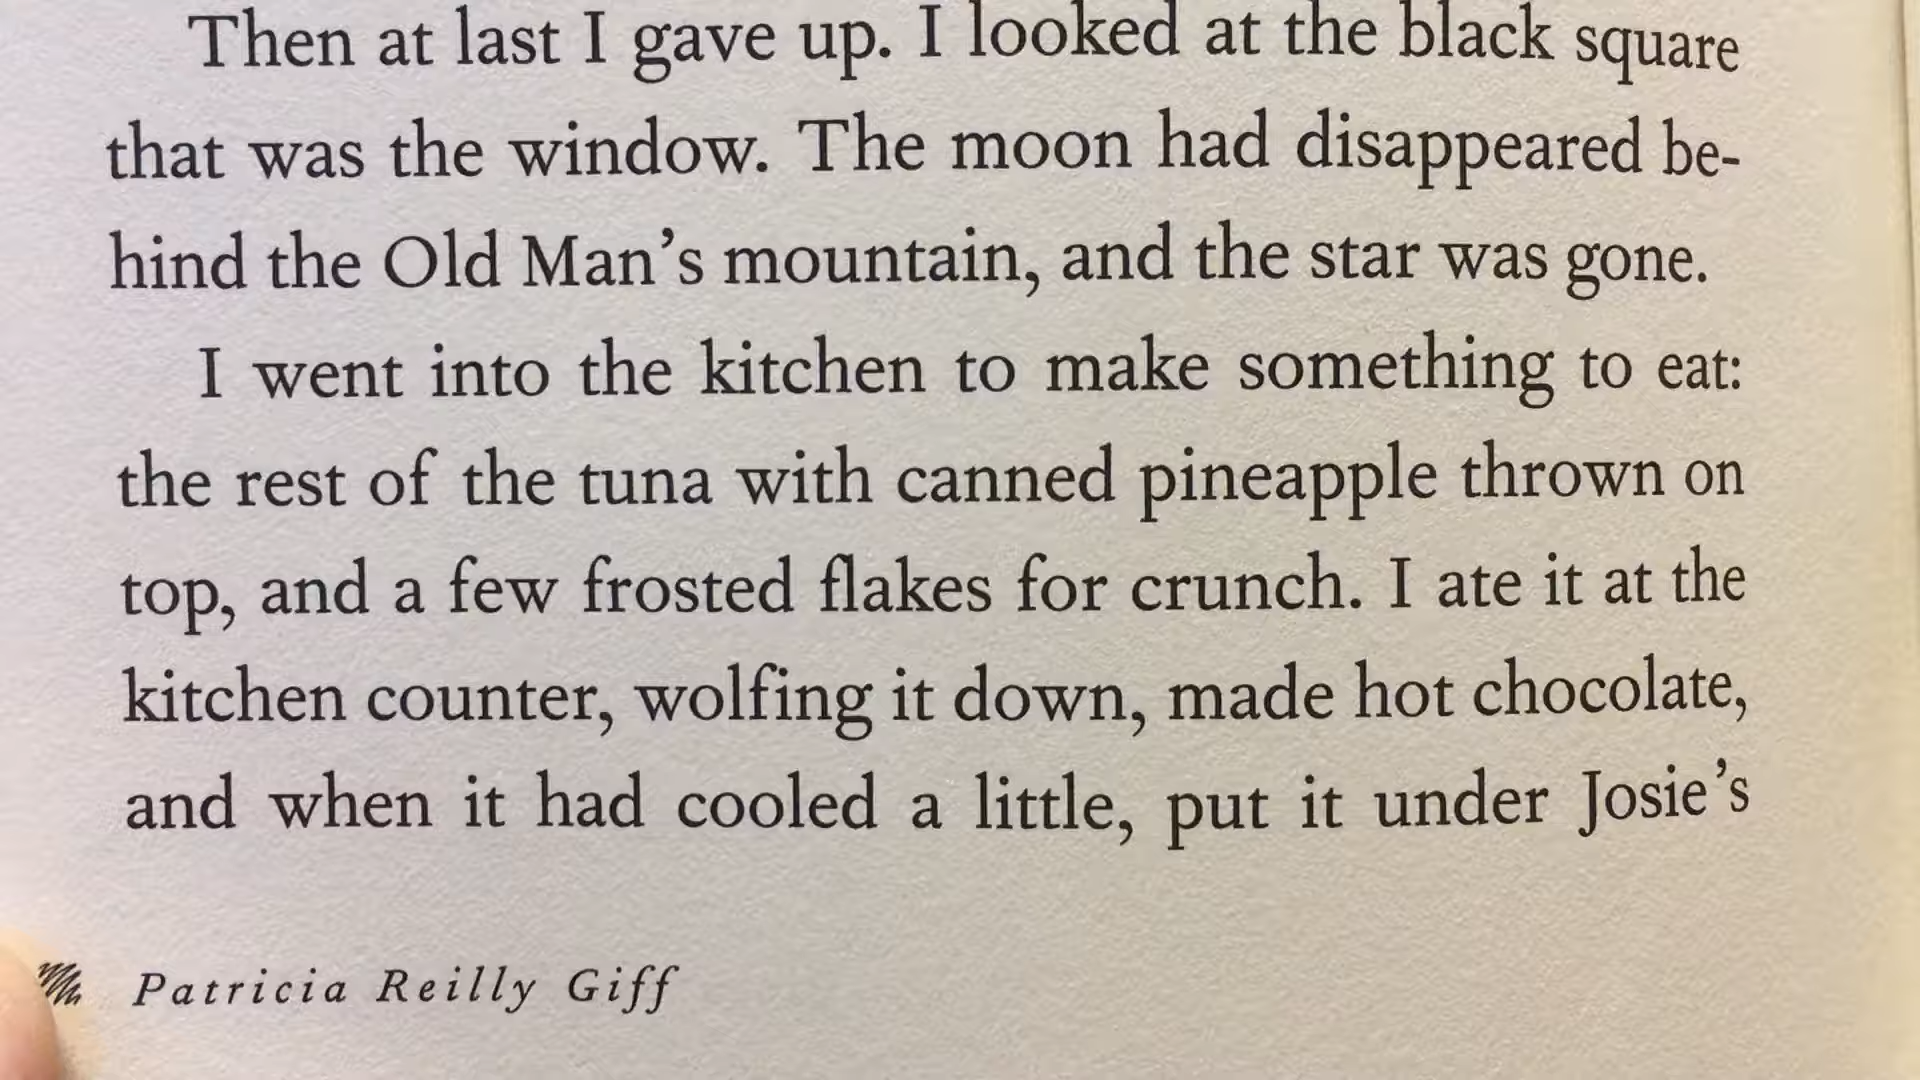 Then at last I gave up. I looked at the black square
that was the window. The moon had disappeared be-
hind the Old Man’s mountain, and the star was gone.
I went into the kitchen to make something to eat:
the rest of the tuna with canned pineapple thrown on
top, and a few frosted flakes for crunch. I ate it at the
kitchen counter, wolfing it down, made hot chocolate,
and when it had cooled a little, put it under Josie’s
Patricia Reilly Giff